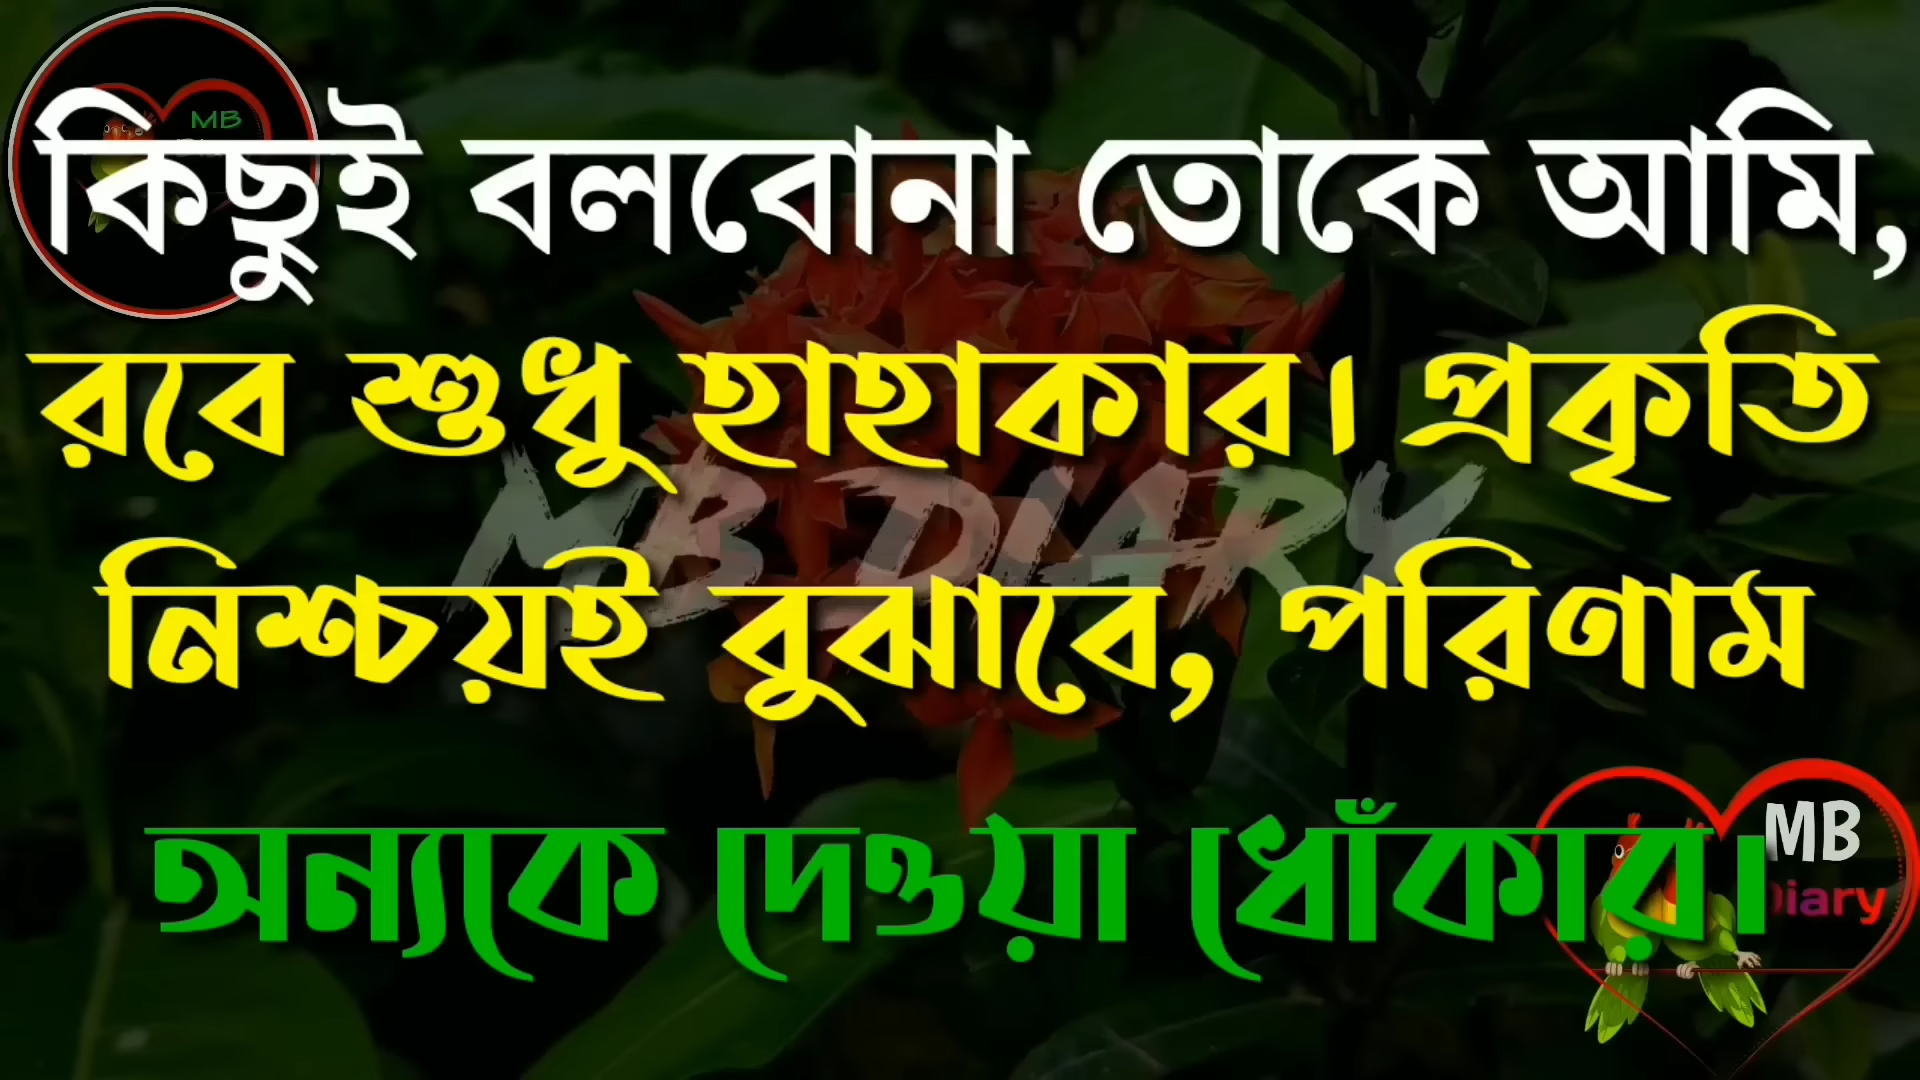 MB
কিছুই বলবোনা তোকে আমি,
রবে শুধু হাহাকার। প্রকৃতি
MB DIARY
নিশ্চয়ই বুঝাবে, পরিণাম
অন্যকে দেওয়া ধোঁকার।
MB
Diary